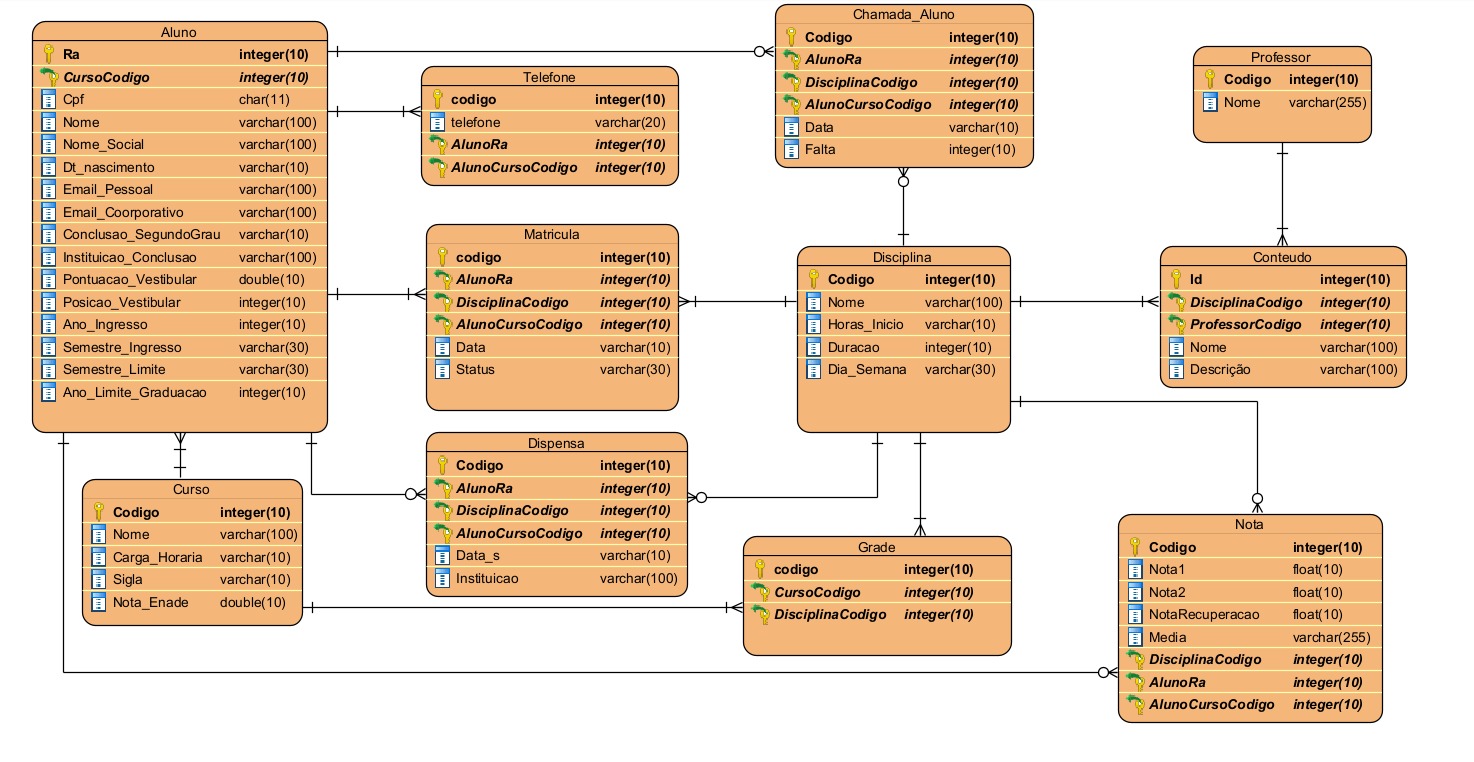 Aluno
Ra integer(10)
CursoCodigo integer(10)
Cpf char(11)
Nome varchar(100)
Nome_Social varchar(100)
Dt_nascimento varchar(10)
Email_Pessoal varchar(100)
Email_Coorporativo varchar(100)
Conclusao_SegundoGrau varchar(10)
Instituicao_Conclusao varchar(100)
Pontuacao_Vestibular double(10)
Posicao_Vestibular integer(10)
Ano_Ingresso integer(10)
Semestre_Ingresso varchar(30)
Semestre_Limite varchar(30)
Ano_Limite_Graduacao integer(10)
Telefone
codigo integer(10)
telefone varchar(20)
AlunoRa integer(10)
AlunoCursoCodigo integer(10)
Chamada_Aluno
Codigo integer(10)
AlunoRa integer(10)
DisciplinaCodigo integer(10)
AlunoCursoCodigo integer(10)
Data varchar(10)
Falta integer(10)
Professor
Codigo integer(10)
Nome varchar(255)
Matricula
codigo integer(10)
AlunoRa integer(10)
DisciplinaCodigo integer(10)
AlunoCursoCodigo integer(10)
Data varchar(10)
Status varchar(30)
Disciplina
Codigo integer(10)
Nome varchar(100)
Horas_Inicio varchar(10)
Duracao integer(10)
Dia_Semana varchar(30)
Conteudo
Id integer(10)
DisciplinaCodigo integer(10)
ProfessorCodigo integer(10)
Nome varchar(100)
Descrição varchar(100)
Curso
Codigo integer(10)
Nome varchar(100)
Carga_Horaria varchar(10)
Sigla varchar(10)
Nota_Enade double(10)
Dispensa
Codigo integer(10)
AlunoRa integer(10)
DisciplinaCodigo integer(10)
AlunoCursoCodigo integer(10)
Data_s varchar(10)
Instituicao varchar(100)
Grade
codigo integer(10)
CursoCodigo integer(10)
DisciplinaCodigo integer(10)
Nota
Codigo integer(10)
Nota1 float(10)
Nota2 float(10)
NotaRecuperacao float(10)
Media varchar(255)
DisciplinaCodigo integer(10)
AlunoRa integer(10)
AlunoCursoCodigo integer(10)